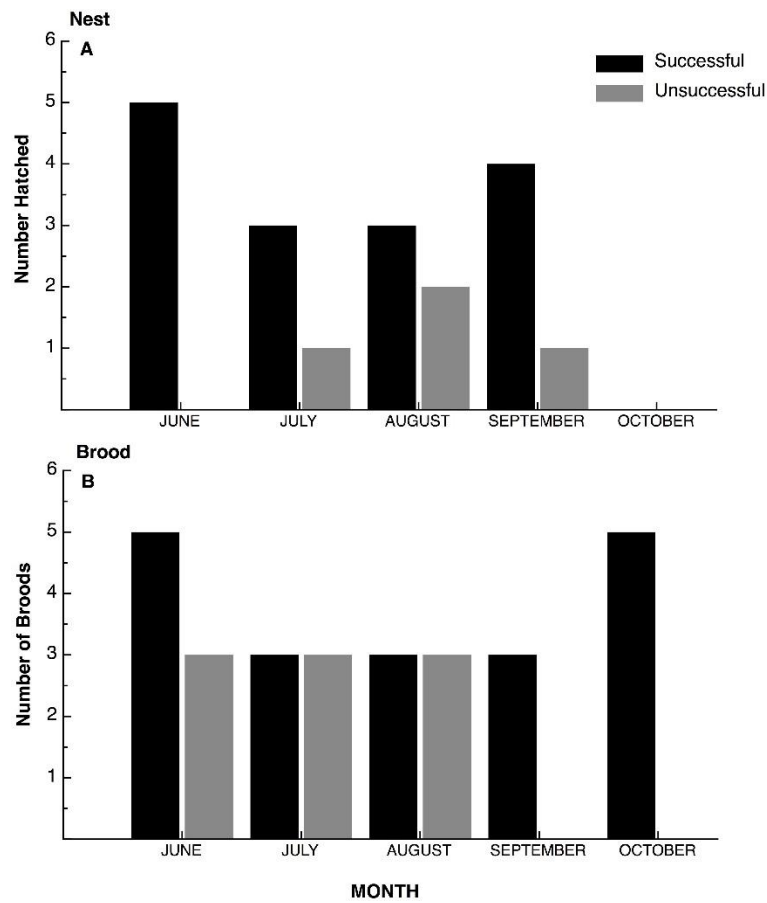 Nest
A
6
5
4
3
2
1
Number Hatched
Successful
Unsuccessful
JUNE JULY AUGUST SEPTEMBER OCTOBER
Brood
B
6
5
4
3
2
1
Number of Broods
JUNE JULY AUGUST SEPTEMBER OCTOBER
MONTH